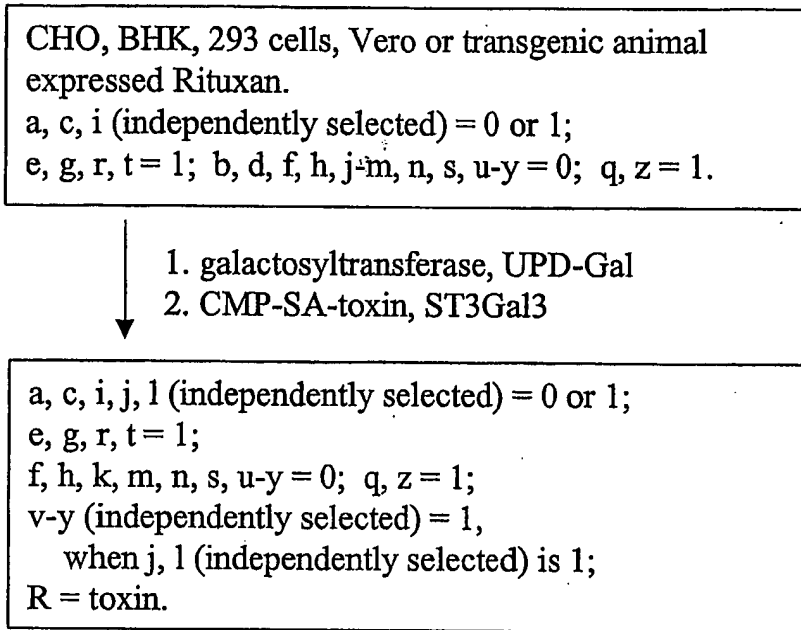 CHO, BHK, 293 cells, Vero or transgenic animal
expressed Rituxan.
a, c, i (independently selected) = 0 or 1;
e, g, r, t = 1; b, d, f, h, j-m, n, s, u-y = 0; q, z = 1.
1. galactosyltransferase, UPD-Gal
2. CMP-SA-toxin, ST3Gal3
a, c, i, j, l (independently selected) = 0 or 1;
e, g, r, t = 1;
f, h, k, m, n, s, u-y = 0; q, z = 1;
v-y (independently selected) = 1,
when j, l (independently selected) is 1;
R = toxin.